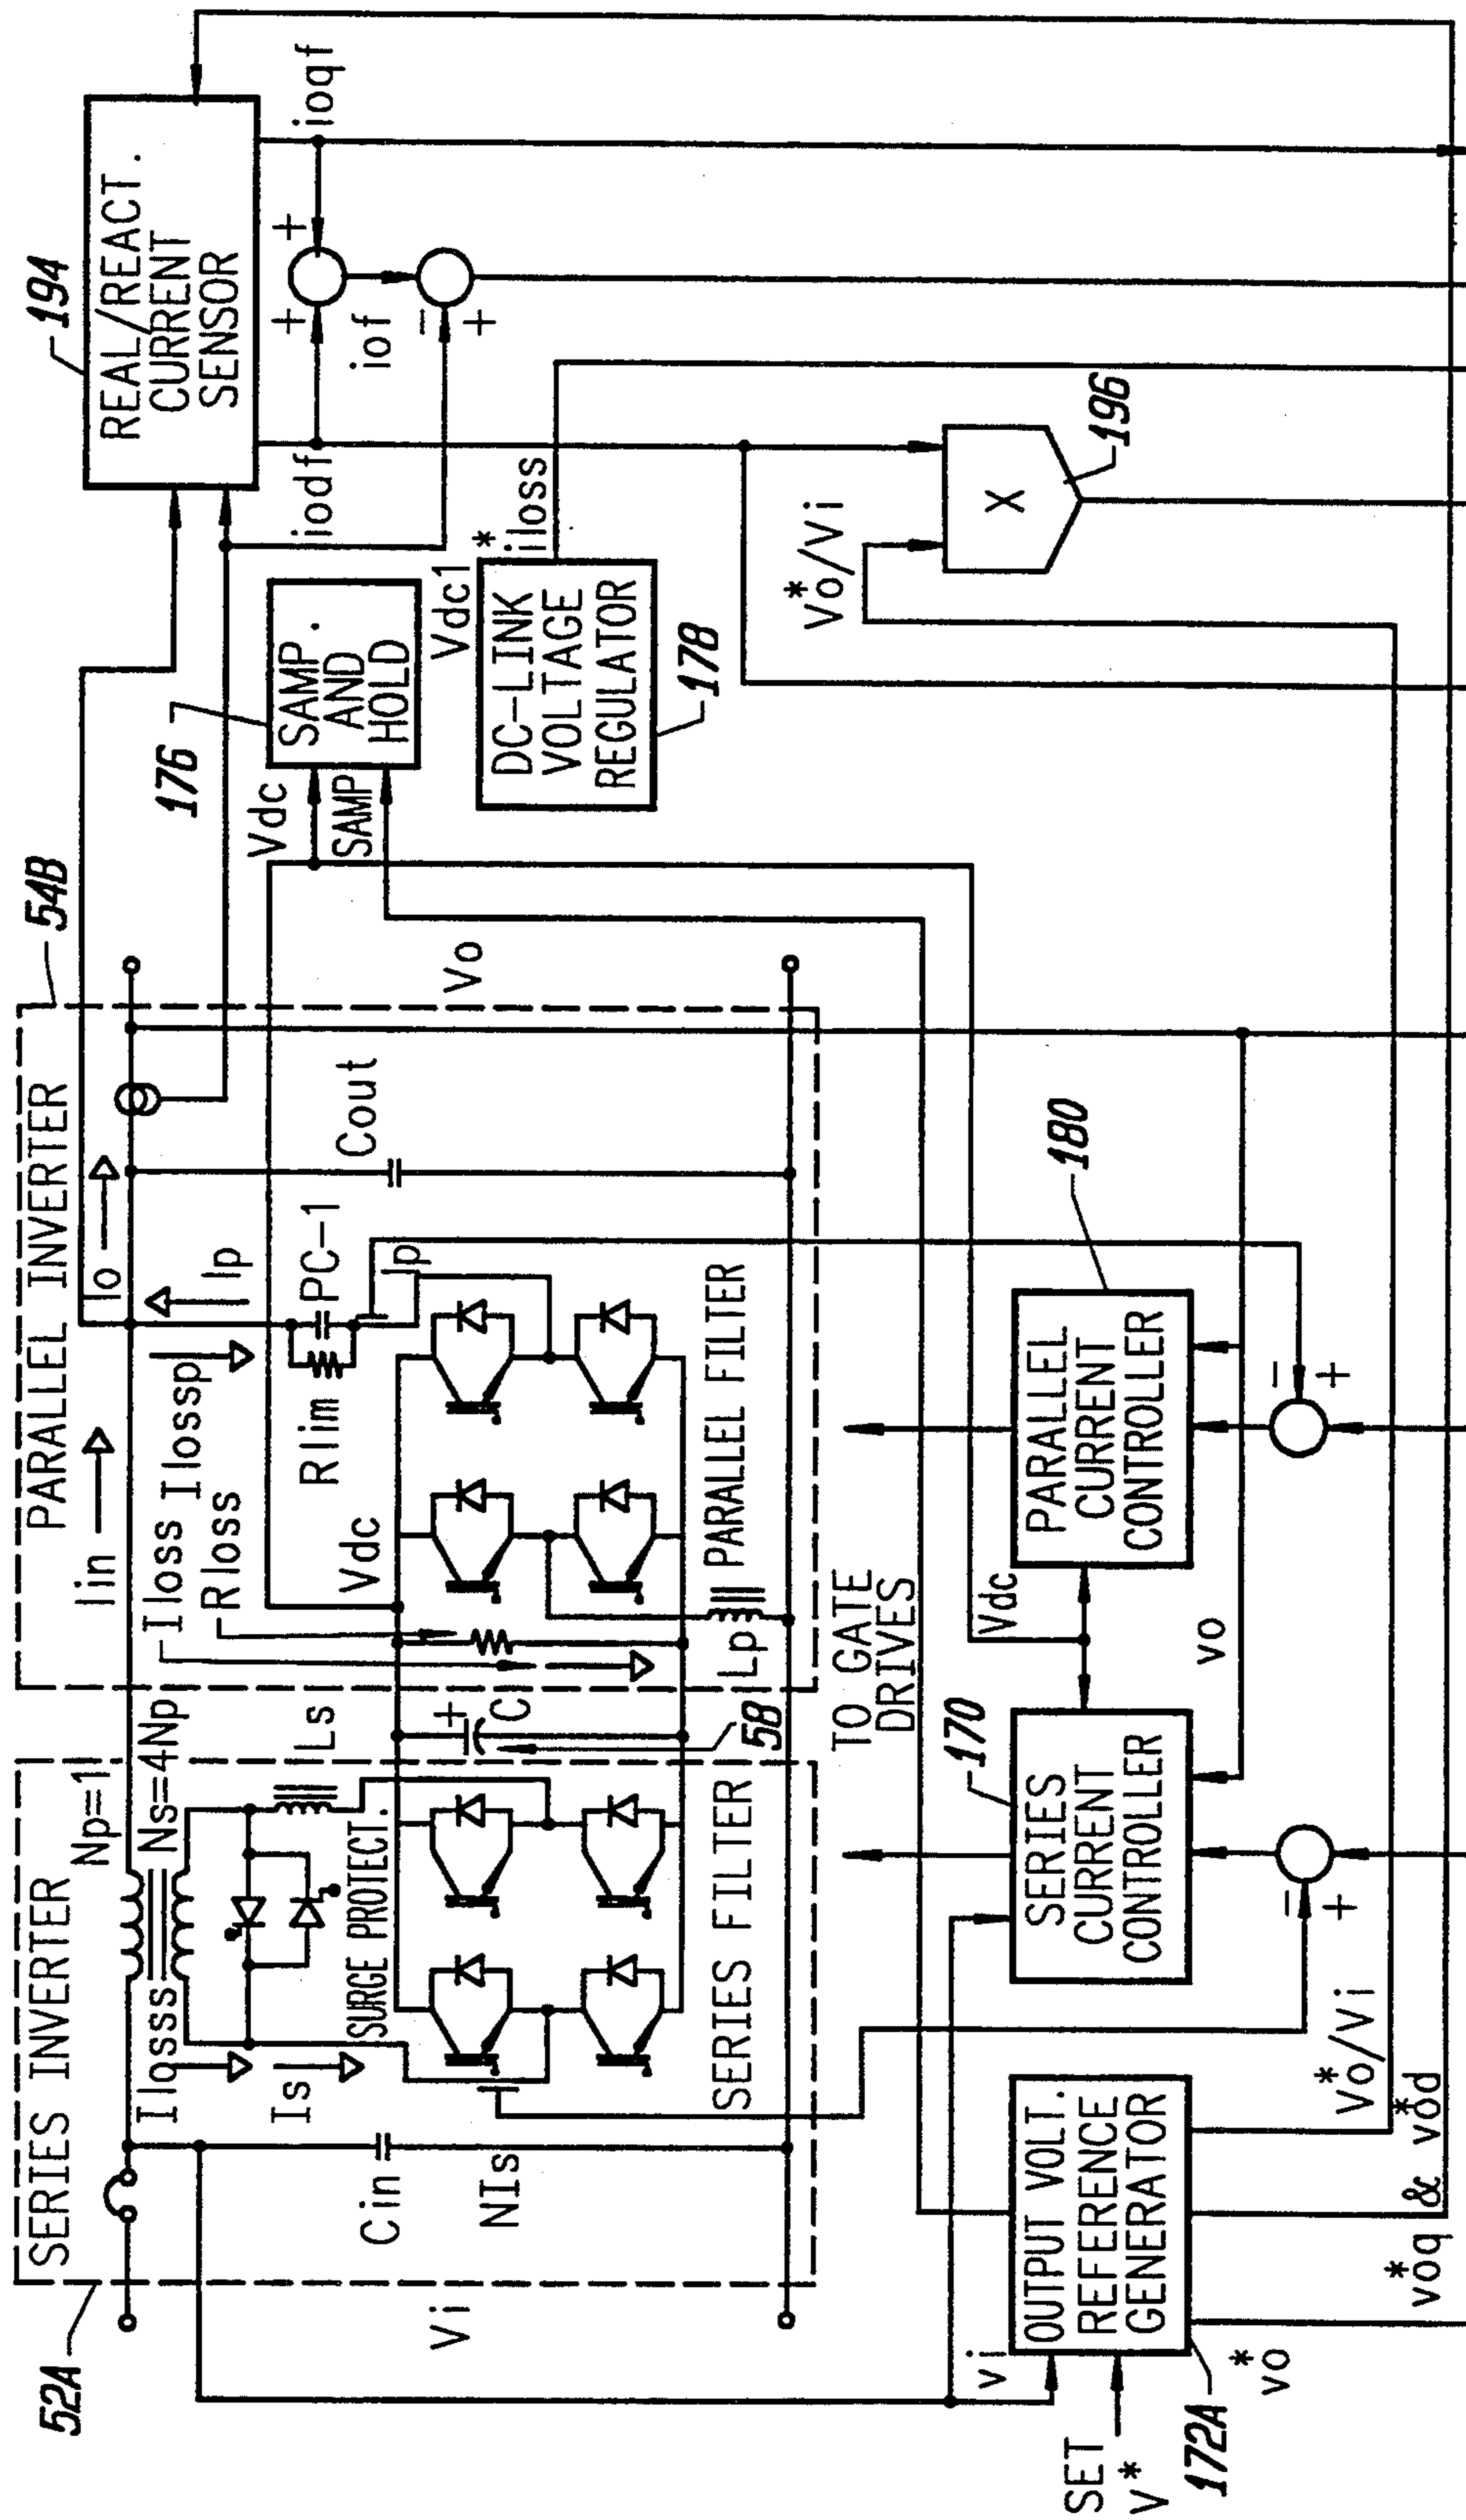 52A
SERIES INVERTER
Np=1
Ns=4Np
Ilosss
Is
Ls
SURGE PROTECT.
Vi
Cin
NIs
SERIES FILTER
+
C
58
PARALLEL INVERTER
54B
Iin
Io
Iloss
Ilossp
Ip
Rloss
Rlim
PC-1
Ip
Vdc
Cout
Vo
Lp
PARALLEL FILTER
194
REAL/REACT.
CURRENT
SENSOR
iodf
ioqf
+
+
iof
-
+
176
Vdc
SAMP
SAMP.
AND
HOLD
Vdc1
iloss*
DC-LINK
VOLTAGE
REGULATOR
178
Vo*/Vi
X
196
TO GATE
DRIVES
SET
V*
vi
OUTPUT VOLT.
REFERENCE
GENERATOR
172A
vo*
voq* & vod*
Vo*/Vi
170
SERIES
CURRENT
CONTROLLER
-
+
Vdc
vo
180
PARALLEL
CURRENT
CONTROLLER
-
+